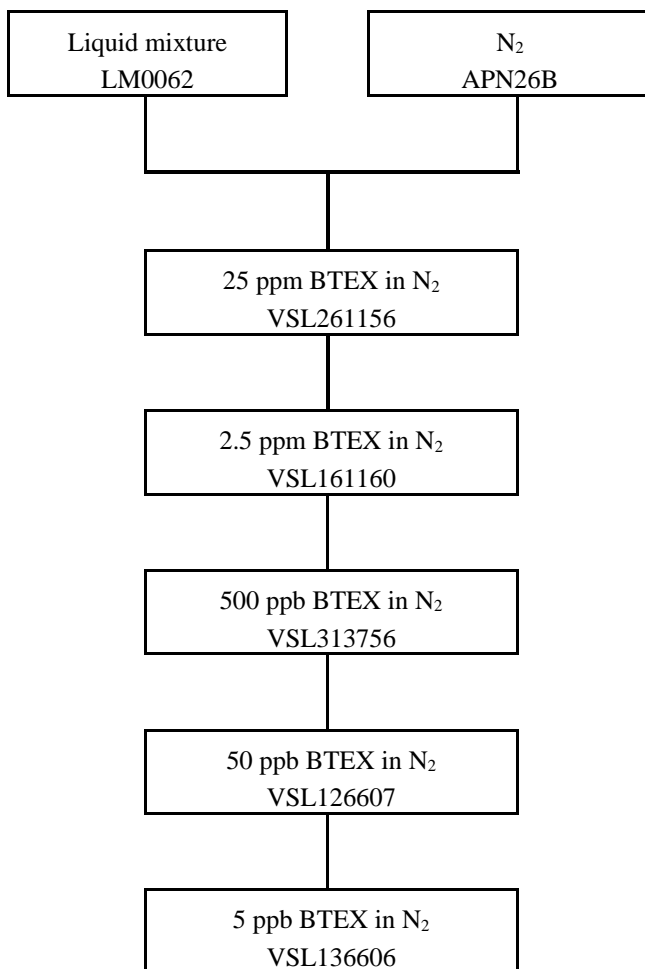 Liquid mixture
LM0062
N₂
APN26B
25 ppm BTEX in N₂
VSL261156
2.5 ppm BTEX in N₂
VSL161160
500 ppb BTEX in N₂
VSL313756
50 ppb BTEX in N₂
VSL126607
5 ppb BTEX in N₂
VSL136606